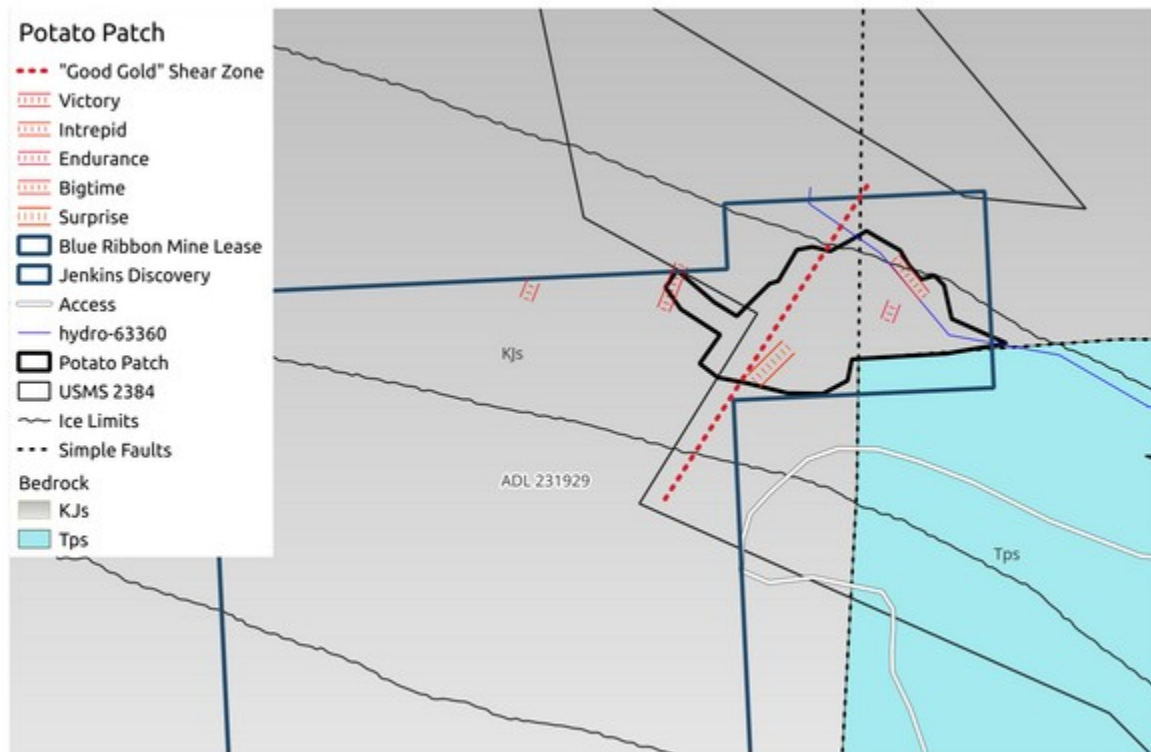 Potato Patch
"Good Gold" Shear Zone
Victory
Intrepid
Endurance
Bigtime
Surprise
Blue Ribbon Mine Lease
Jenkins Discovery
Access
hydro-63360
Potato Patch
USMS 2384
Ice Limits
Simple Faults
Bedrock
KJs
Tps
KJs
ADL 231929
Tps